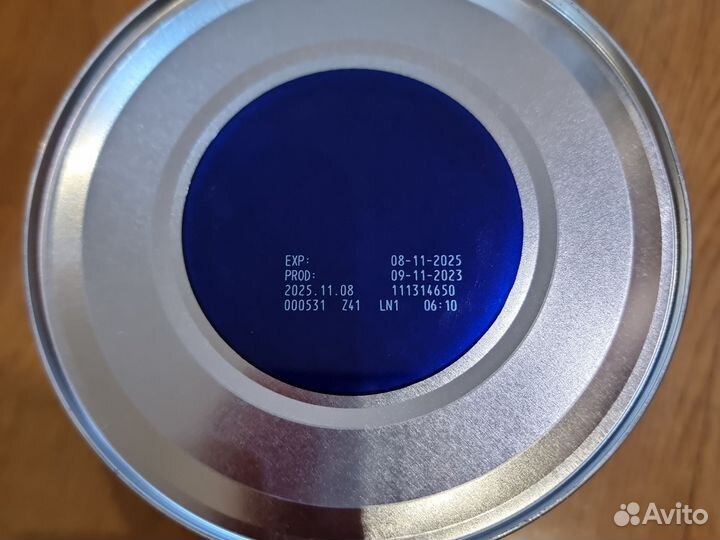 EXP: 08-11-2025
PROD: 09-11-2023
2025.11.08 111314650
000531 Z41 LN1 06:10
Avito